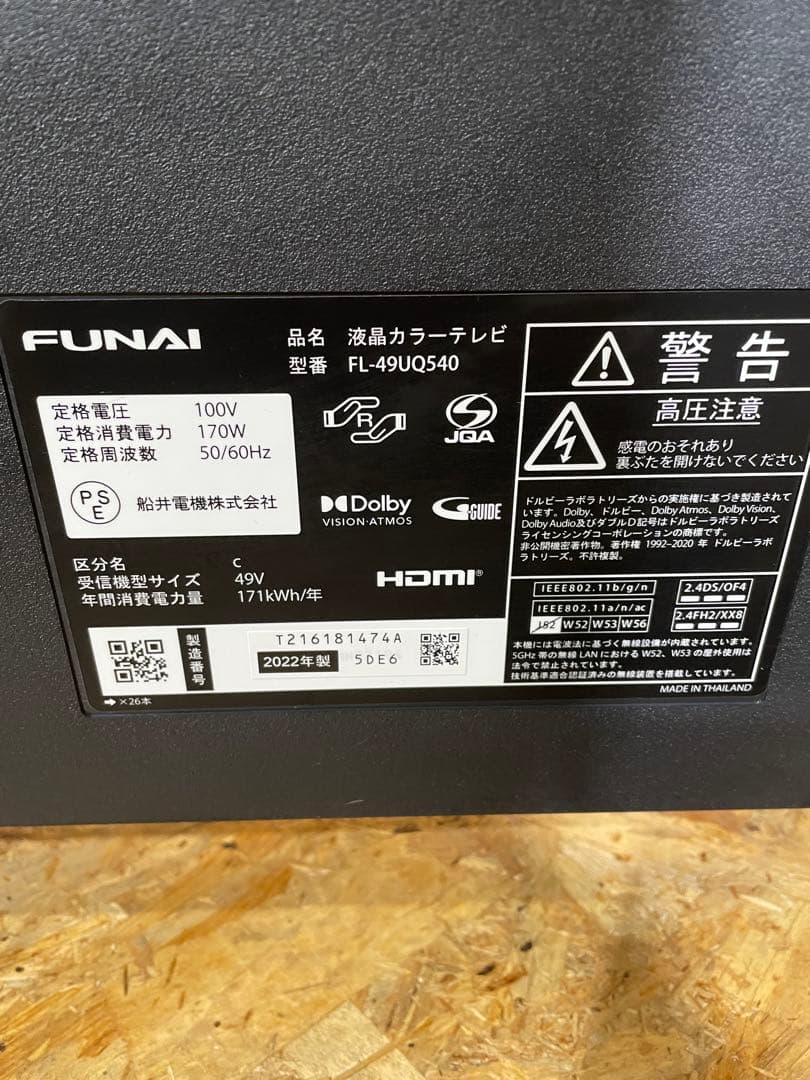 FUNAI
品名 液晶カラーテレビ
型番 FL-49UQ540
定格電圧 100V
定格消費電力 170W
定格周波数 50/60Hz
PSE 船井電機株式会社
R
JQA
Dolby
VISION·ATMOS
G-GUIDE
区分名 c
受信機型サイズ 49V
年間消費電力量 171kWh/年
HDMI®
製造番号
T216181474A
2022年製 5DE6
➡×26本
警告
高圧注意
感電のおそれあり
裏ぶたを開けないでください
ドルビーラボラトリーズからの実施権に基づき製造されて
います。Dolby、ドルビー、Dolby Atmos、Dolby Vision、
Dolby Audio及びダブルD記号はドルビーラボラトリーズ
ライセンシングコーポレーションの商標です。
非公開機密著作物。著作権 1992-2020 年 ドルビーラボ
ラトリーズ。不許複製。
IEEE802.11b/g/n
IEEE802.11a/n/ac
J52 W52 W53 W56
2.4DS/OF4
2.4FH2/XX8
本機には電波法に基づく無線設備が内蔵されています。
5GHz 帯の無線 LAN における W52、W53 の屋外使用は
法令で禁止されています。
技術基準適合認証済みの無線装置を搭載しています。
MADE IN THAILAND